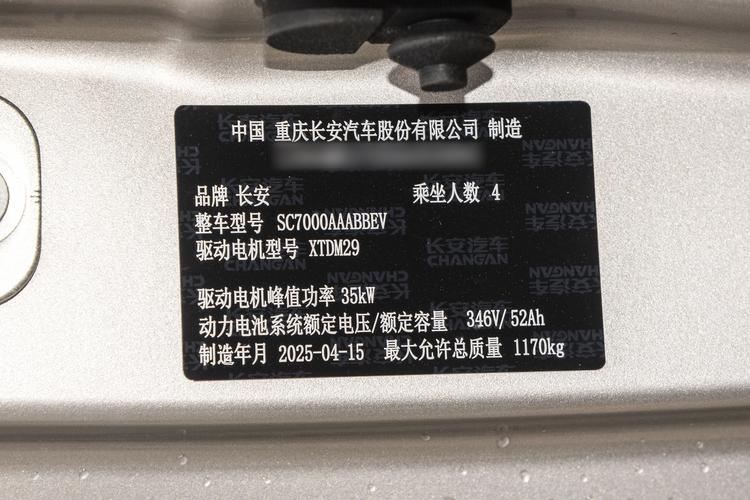 中国 重庆长安汽车股份有限公司 制造
品牌 长安 乘坐人数 4
整车型号 SC7000AAABBEV
驱动电机型号 XTDM29
驱动电机峰值功率 35kW
动力电池系统额定电压/额定容量 346V/52Ah
制造年月 2025-04-15 最大允许总质量 1170kg